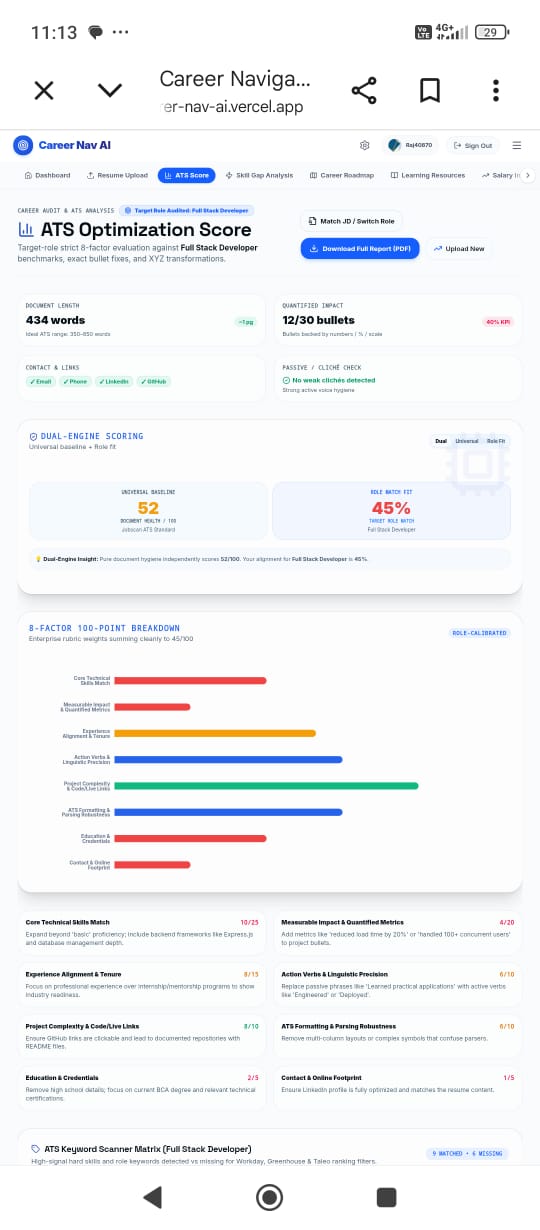 11:13
Vo LTE 4G+ 29
Career Naviga...
er-nav-ai.vercel.app
Career Nav AI
Raj40870
Sign Out
Dashboard
Resume Upload
ATS Score
Skill Gap Analysis
Career Roadmap
Learning Resources
Salary In
CAREER AUDIT & ATS ANALYSIS
Target Role Audited: Full Stack Developer
ATS Optimization Score
Target-role strict 8-factor evaluation against Full Stack Developer
benchmarks, exact bullet fixes, and XYZ transformations.
Match JD / Switch Role
Download Full Report (PDF)
Upload New
DOCUMENT LENGTH
434 words
~1 pg
Ideal ATS range: 350-850 words
QUANTIFIED IMPACT
12/30 bullets
40% KPI
Bullets backed by numbers / % / scale
CONTACT & LINKS
✓ Email
✓ Phone
✓ LinkedIn
✓ GitHub
PASSIVE / CLICHÉ CHECK
No weak clichés detected
Strong active voice hygiene
DUAL-ENGINE SCORING
Universal baseline + Role fit
Dual
Universal
Role Fit
UNIVERSAL BASELINE
52
DOCUMENT HEALTH / 100
Jobscan ATS Standard
ROLE MATCH FIT
45%
TARGET ROLE MATCH
Full Stack Developer
💡 Dual-Engine Insight: Pure document hygiene independently scores 52/100. Your alignment for Full Stack Developer is 45%.
8-FACTOR 100-POINT BREAKDOWN
Enterprise rubric weights summing cleanly to 45/100
ROLE-CALIBRATED
Core Technical
Skills Match
Measurable Impact
& Quantified Metrics
Experience
Alignment & Tenure
Action Verbs &
Linguistic Precision
Project Complexity
& Code/Live Links
ATS Formatting &
Parsing Robustness
Education &
Credentials
Contact & Online
Footprint
Core Technical Skills Match
10/25
Expand beyond 'basic' proficiency; include backend frameworks like Express.js
and database management depth.
Measurable Impact & Quantified Metrics
4/20
Add metrics like 'reduced load time by 20%' or 'handled 100+ concurrent users'
to project bullets.
Experience Alignment & Tenure
8/15
Focus on professional experience over internship/mentorship programs to show
industry readiness.
Action Verbs & Linguistic Precision
6/10
Replace passive phrases like 'Learned practical applications' with active verbs
like 'Engineered' or 'Deployed'.
Project Complexity & Code/Live Links
8/10
Ensure GitHub links are clickable and lead to documented repositories with
README files.
ATS Formatting & Parsing Robustness
6/10
Remove multi-column layouts or complex symbols that confuse parsers.
Education & Credentials
2/5
Remove high school details; focus on current BCA degree and relevant technical
certifications.
Contact & Online Footprint
1/5
Ensure LinkedIn profile is fully optimized and matches the resume content.
ATS Keyword Scanner Matrix (Full Stack Developer)
High-signal hard skills and role keywords detected vs missing for Workday, Greenhouse & Taleo ranking filters.
9 MATCHED • 6 MISSING